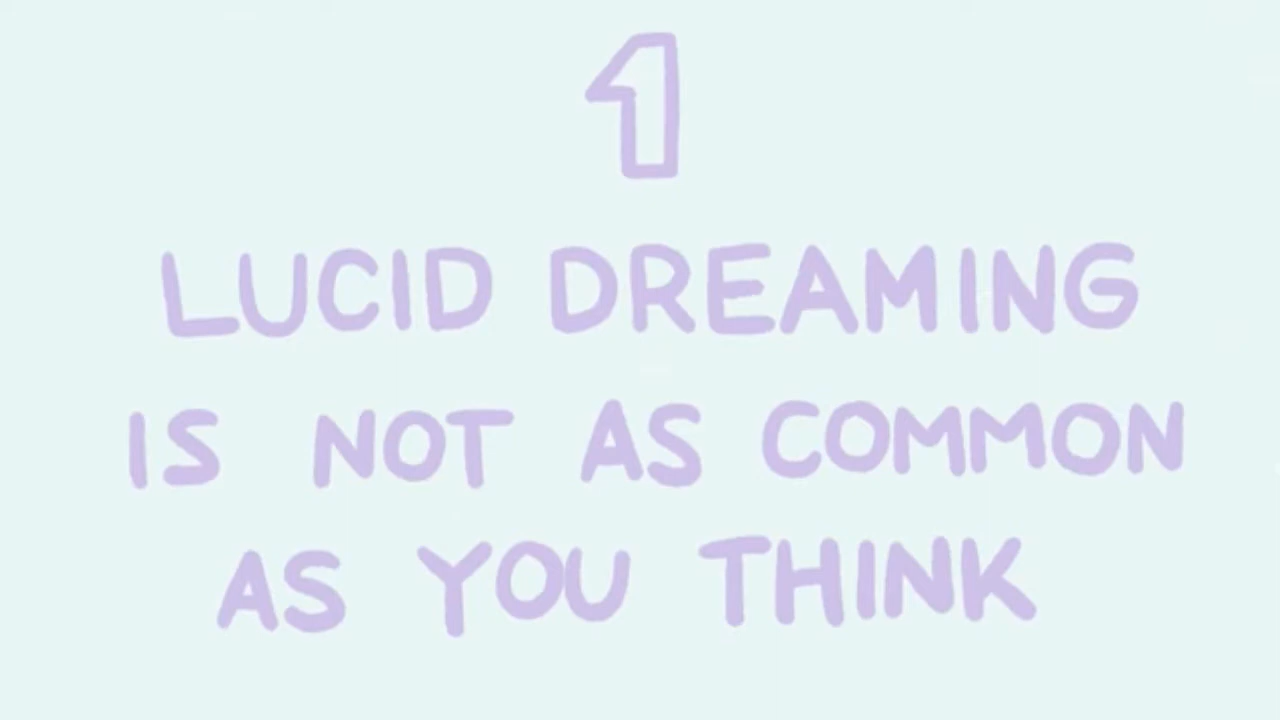 1
LUCID DREAMING
IS NOT AS COMMON
AS YOU THINK